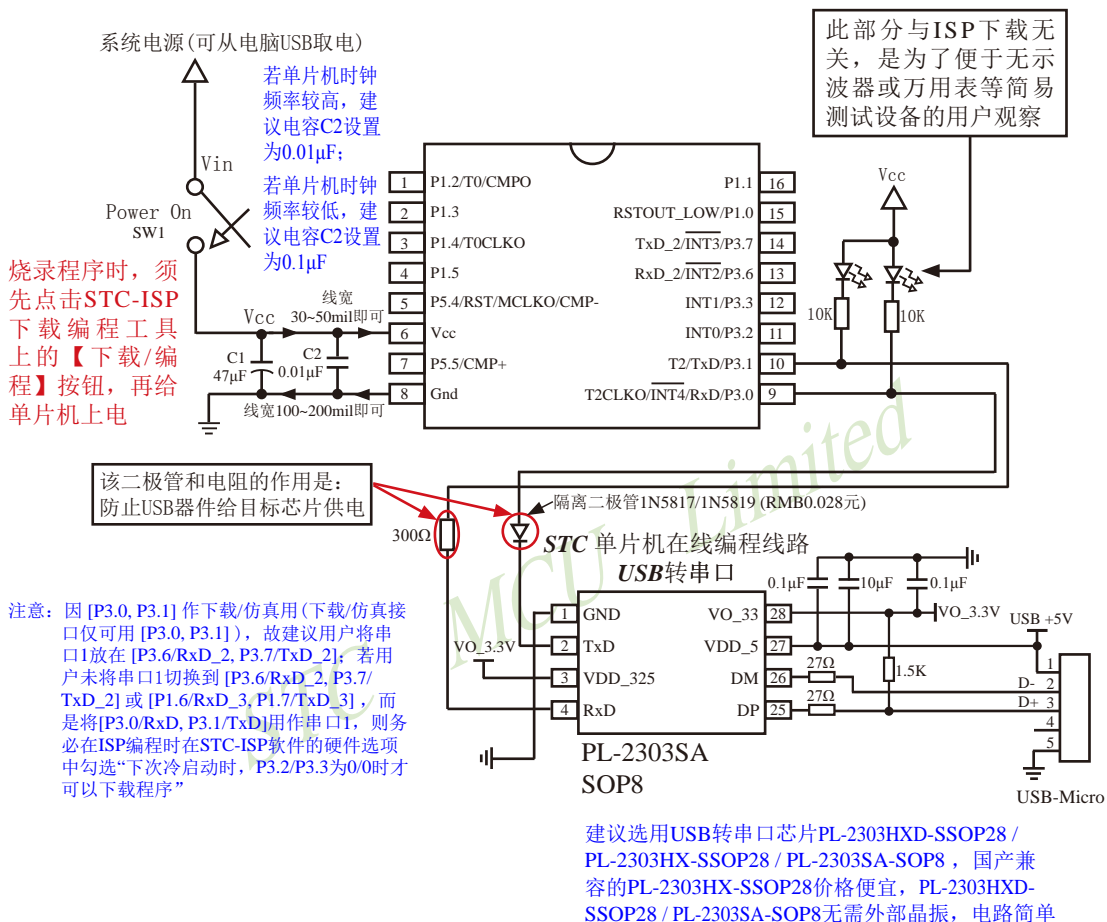 系统电源(可从电脑USB取电)
若单片机时钟
频率较高，建
议电容C2设置
为0.01μF；
若单片机时钟
频率较低，建
议电容C2设置
为0.1μF
此部分与ISP下载无
关，是为了便于无示
波器或万用表等简易
测试设备的用户观察
Vin
Power On
SW1
烧录程序时，须
先点击STC-ISP
下载编程工具
上的【下载/编
程】按钮，再给
单片机上电
Vcc
线宽
30~50mil即可
C1
47μF
C2
0.01μF
线宽100~200mil即可
1 P1.2/T0/CMPO
2 P1.3
3 P1.4/T0CLKO
4 P1.5
5 P5.4/RST/MCLKO/CMP-
6 Vcc
7 P5.5/CMP+
8 Gnd
P1.1 16
RSTOUT_LOW/P1.0 15
TxD_2/INT3/P3.7 14
RxD_2/INT2/P3.6 13
INT1/P3.3 12
INT0/P3.2 11
T2/TxD/P3.1 10
T2CLKO/INT4/RxD/P3.0 9
Vcc
10K
10K
该二极管和电阻的作用是：
防止USB器件给目标芯片供电
300Ω
隔离二极管1N5817/1N5819 (RMB0.028元)
STC 单片机在线编程线路
USB转串口
STC MCU Limited
注意：因 [P3.0, P3.1] 作下载/仿真用(下载/仿真接
口仅可用 [P3.0, P3.1] )，故建议用户将串
口1放在 [P3.6/RxD_2, P3.7/TxD_2]；若用
户未将串口1切换到 [P3.6/RxD_2, P3.7/
TxD_2] 或 [P1.6/RxD_3, P1.7/TxD_3] ，而
是将[P3.0/RxD, P3.1/TxD]用作串口1，则务
必在ISP编程时在STC-ISP软件的硬件选项
中勾选“下次冷启动时，P3.2/P3.3为0/0时才
可以下载程序”
VO_3.3V
1 GND
2 TxD
3 VDD_325
4 RxD
VO_33 28
VDD_5 27
DM 26
DP 25
PL-2303SA
SOP8
0.1μF
10μF
0.1μF
VO_3.3V
USB +5V
27Ω
27Ω
1.5K
1
D- 2
D+ 3
4
5
USB-Micro
建议选用USB转串口芯片PL-2303HXD-SSOP28 /
PL-2303HX-SSOP28 / PL-2303SA-SOP8 ，国产兼
容的PL-2303HX-SSOP28价格便宜，PL-2303HXD-
SSOP28 / PL-2303SA-SOP8无需外部晶振，电路简单